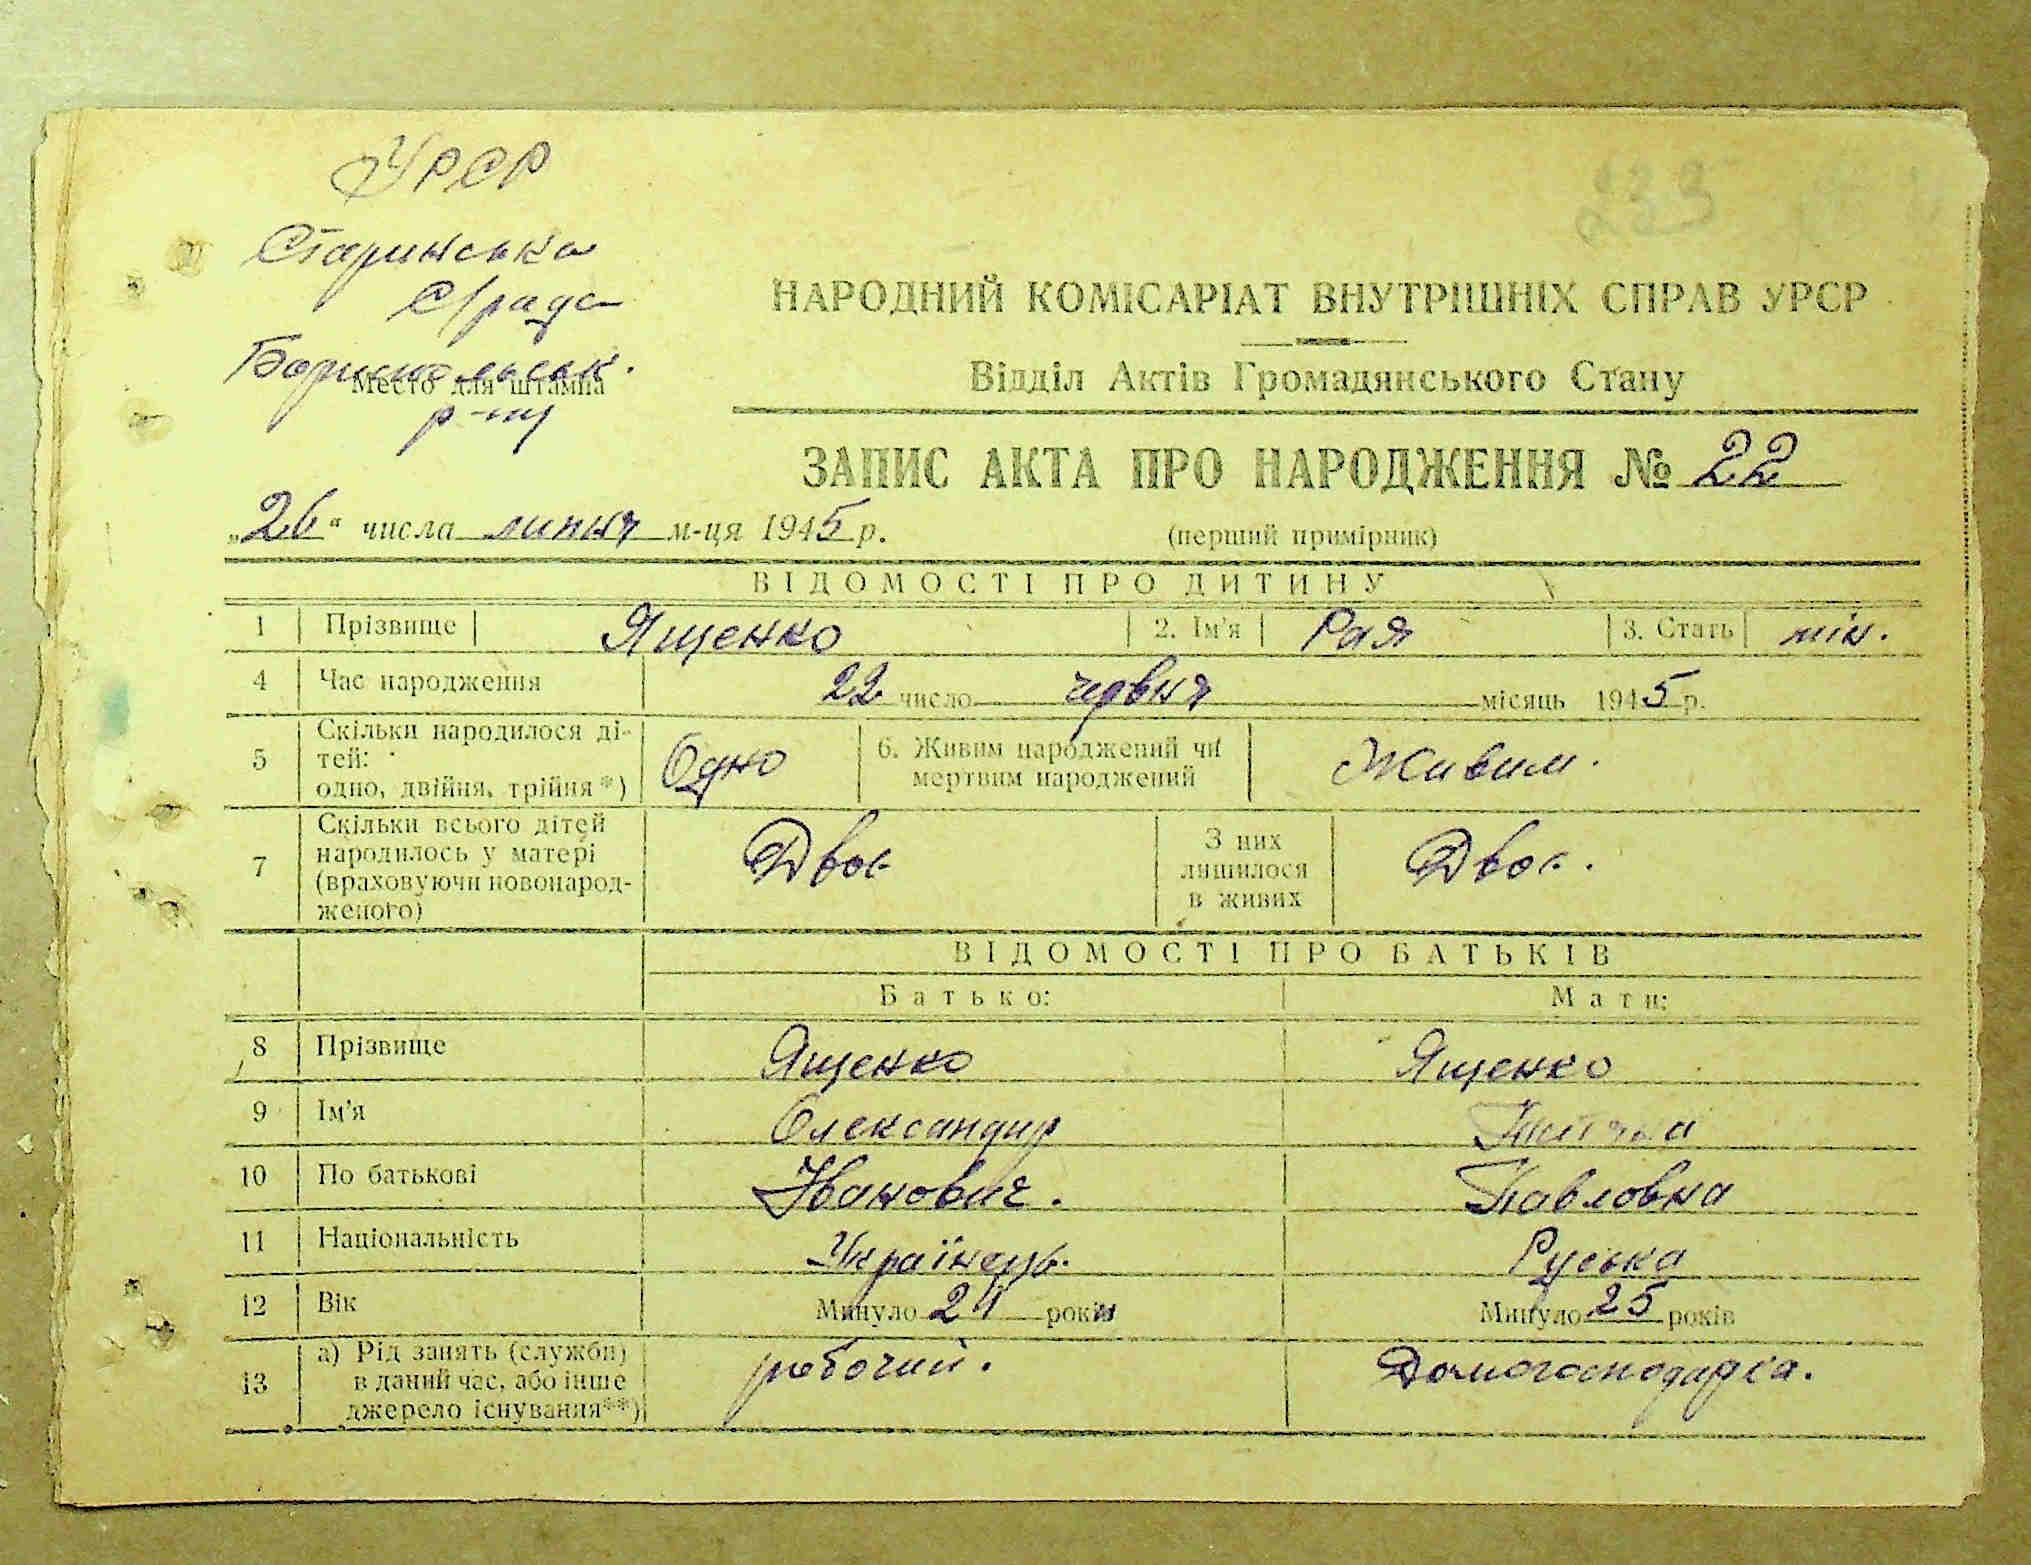 УРСР
233
Старинська
С/рада
Бориспольськ.
Место для штампа
р-ну
НАРОДНИЙ КОМІСАРІАТ ВНУТРІШНІХ СПРАВ УРСР
Відділ Актів Громадянського Стану
ЗАПИС АКТА ПРО НАРОДЖЕННЯ № 22
„26“ числа липня м-ця 1945 р. (перший примірник)
ВІДОМОСТІ ПРО ДИТИНУ
1 Прізвище Ященко 2. Ім'я Рая 3. Стать жін.
4 Час народження 22 число червня місяць 1945 р.
5 Скільки народилося ді-
тей:
одно, двійня, трійня *) Одно 6. Живим народжений чи
мертвим народжений Живим.
7 Скільки всього дітей
народилось у матері
(враховуючи новонарод-
женого) Двоє З них
лишилося
в живих Двоє.
ВІДОМОСТІ ПРО БАТЬКІВ
Батько: Мати:
8 Прізвище Ященко Ященко
9 Ім'я Олександир
10 По батькові Іванович. Павловна
11 Національність Українець. Руська
12 Вік Минуло 24 роки Минуло 25 років
13 а) Рід занять (служби)
в даний час, або інше
джерело існування**) робочий. Домогосподарка.